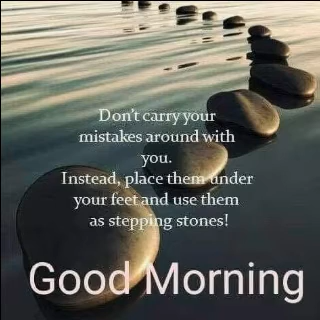 Don't carry your
mistakes around with
you.
Instead, place them under
your feet and use them
as stepping stones!
Good Morning